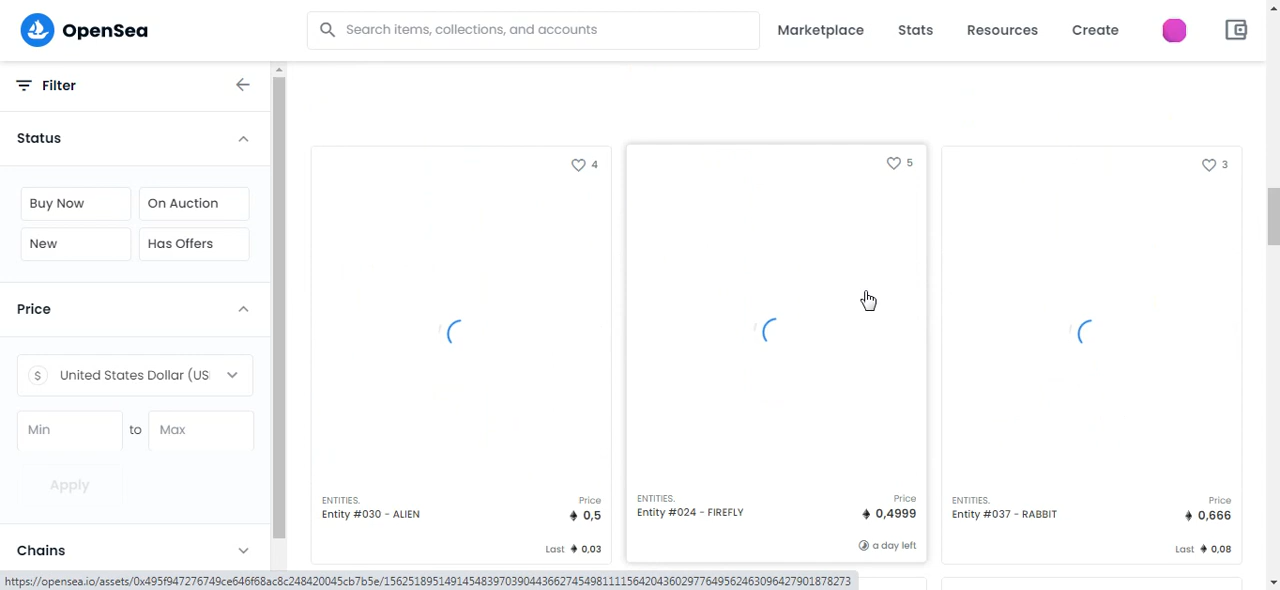 OpenSea
Search items, collections, and accounts
Marketplace
Stats
Resources
Create
Filter
Status
Buy Now
On Auction
New
Has Offers
Price
$ United States Dollar (US
Min
to
Max
Apply
Chains
4
ENTITIES.
Price
Entity #030 - ALIEN
0,5
Last 0,03
5
ENTITIES.
Price
Entity #024 - FIREFLY
0,4999
a day left
3
ENTITIES.
Price
Entity #037 - RABBIT
0,666
Last 0,08
https://opensea.io/assets/0x495f947276749ce646f68ac8c248420045cb7b5e/15625189514914548397039044366274549811115642043602977649562463096427901878273